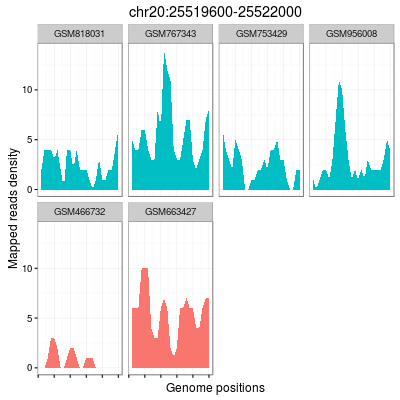 chr20:25519600-25522000
GSM818031 GSM767343 GSM753429 GSM956008
10
5
0
GSM466732 GSM663427
10
5
0
Mapped reads density
Genome positions